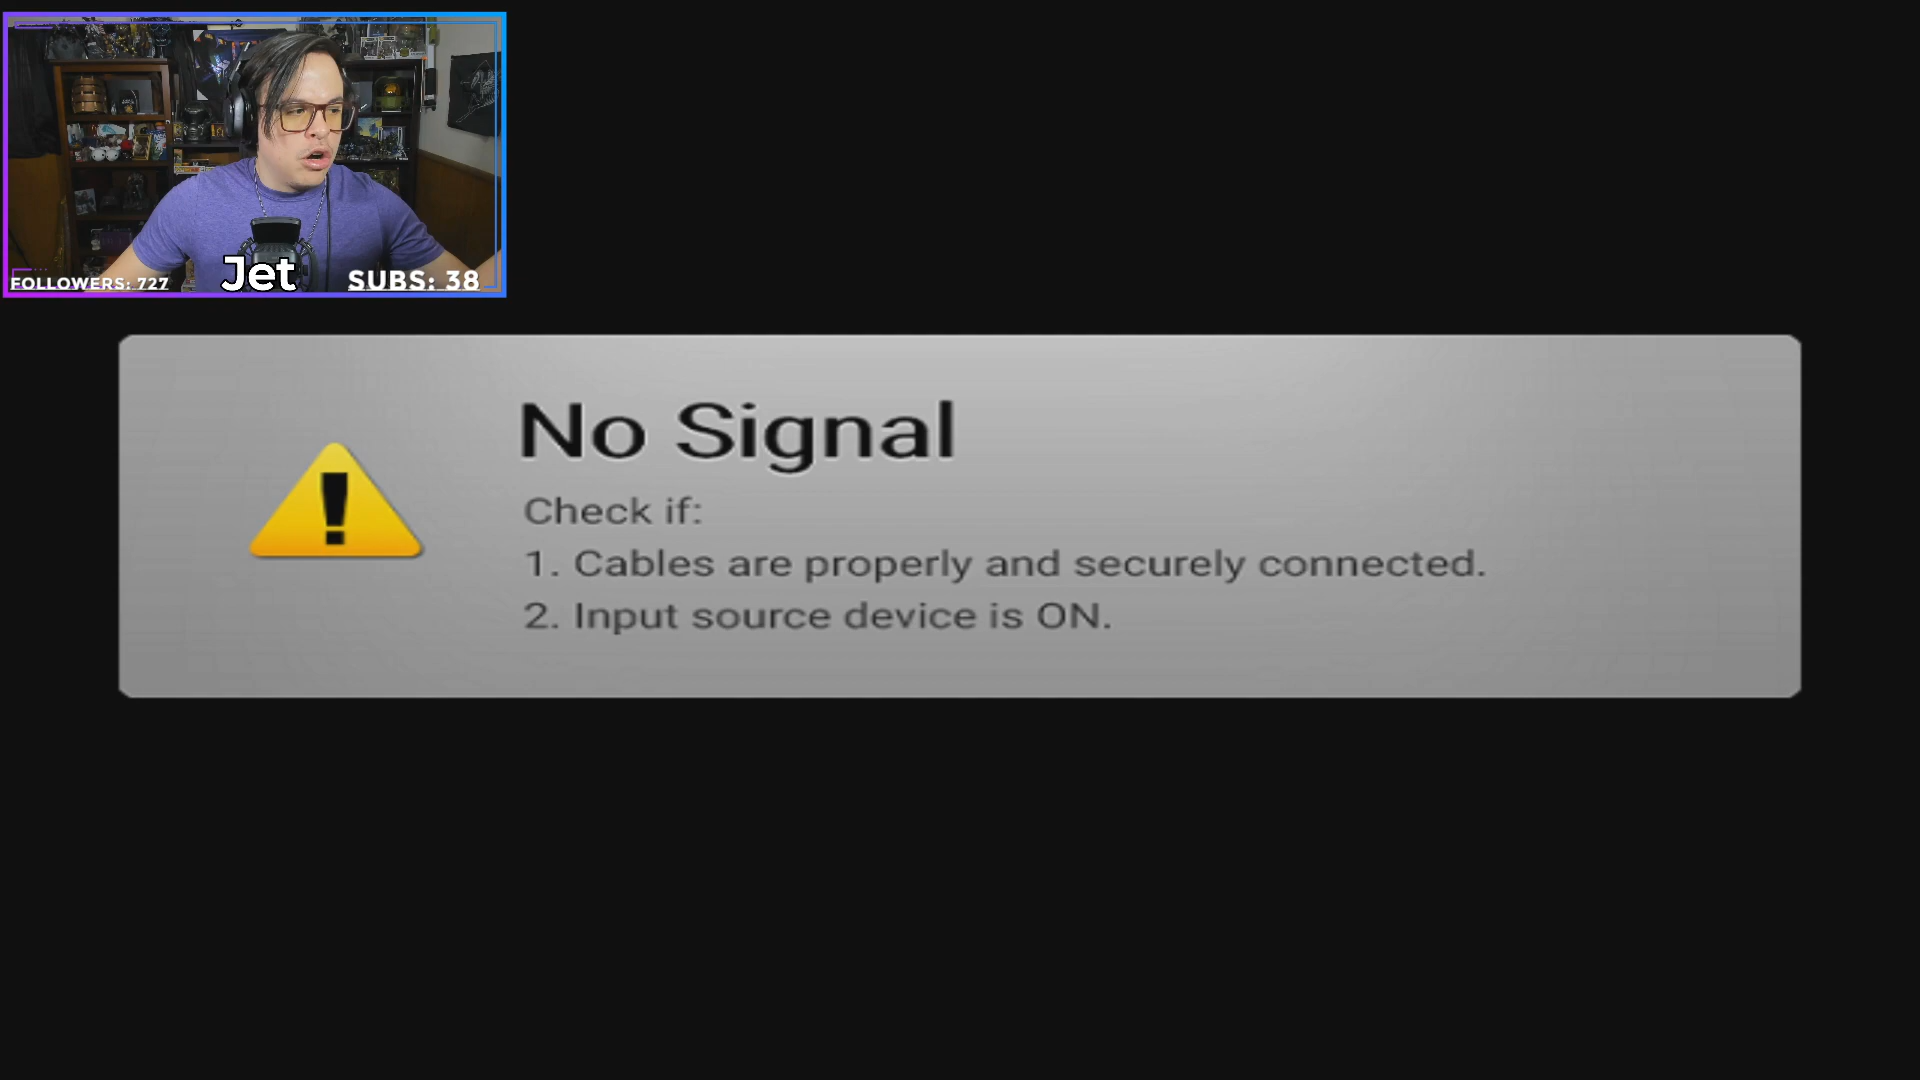 FOLLOWERS: 727
Jet
SUBS: 38
No Signal
Check if:
1. Cables are properly and securely connected.
2. Input source device is ON.